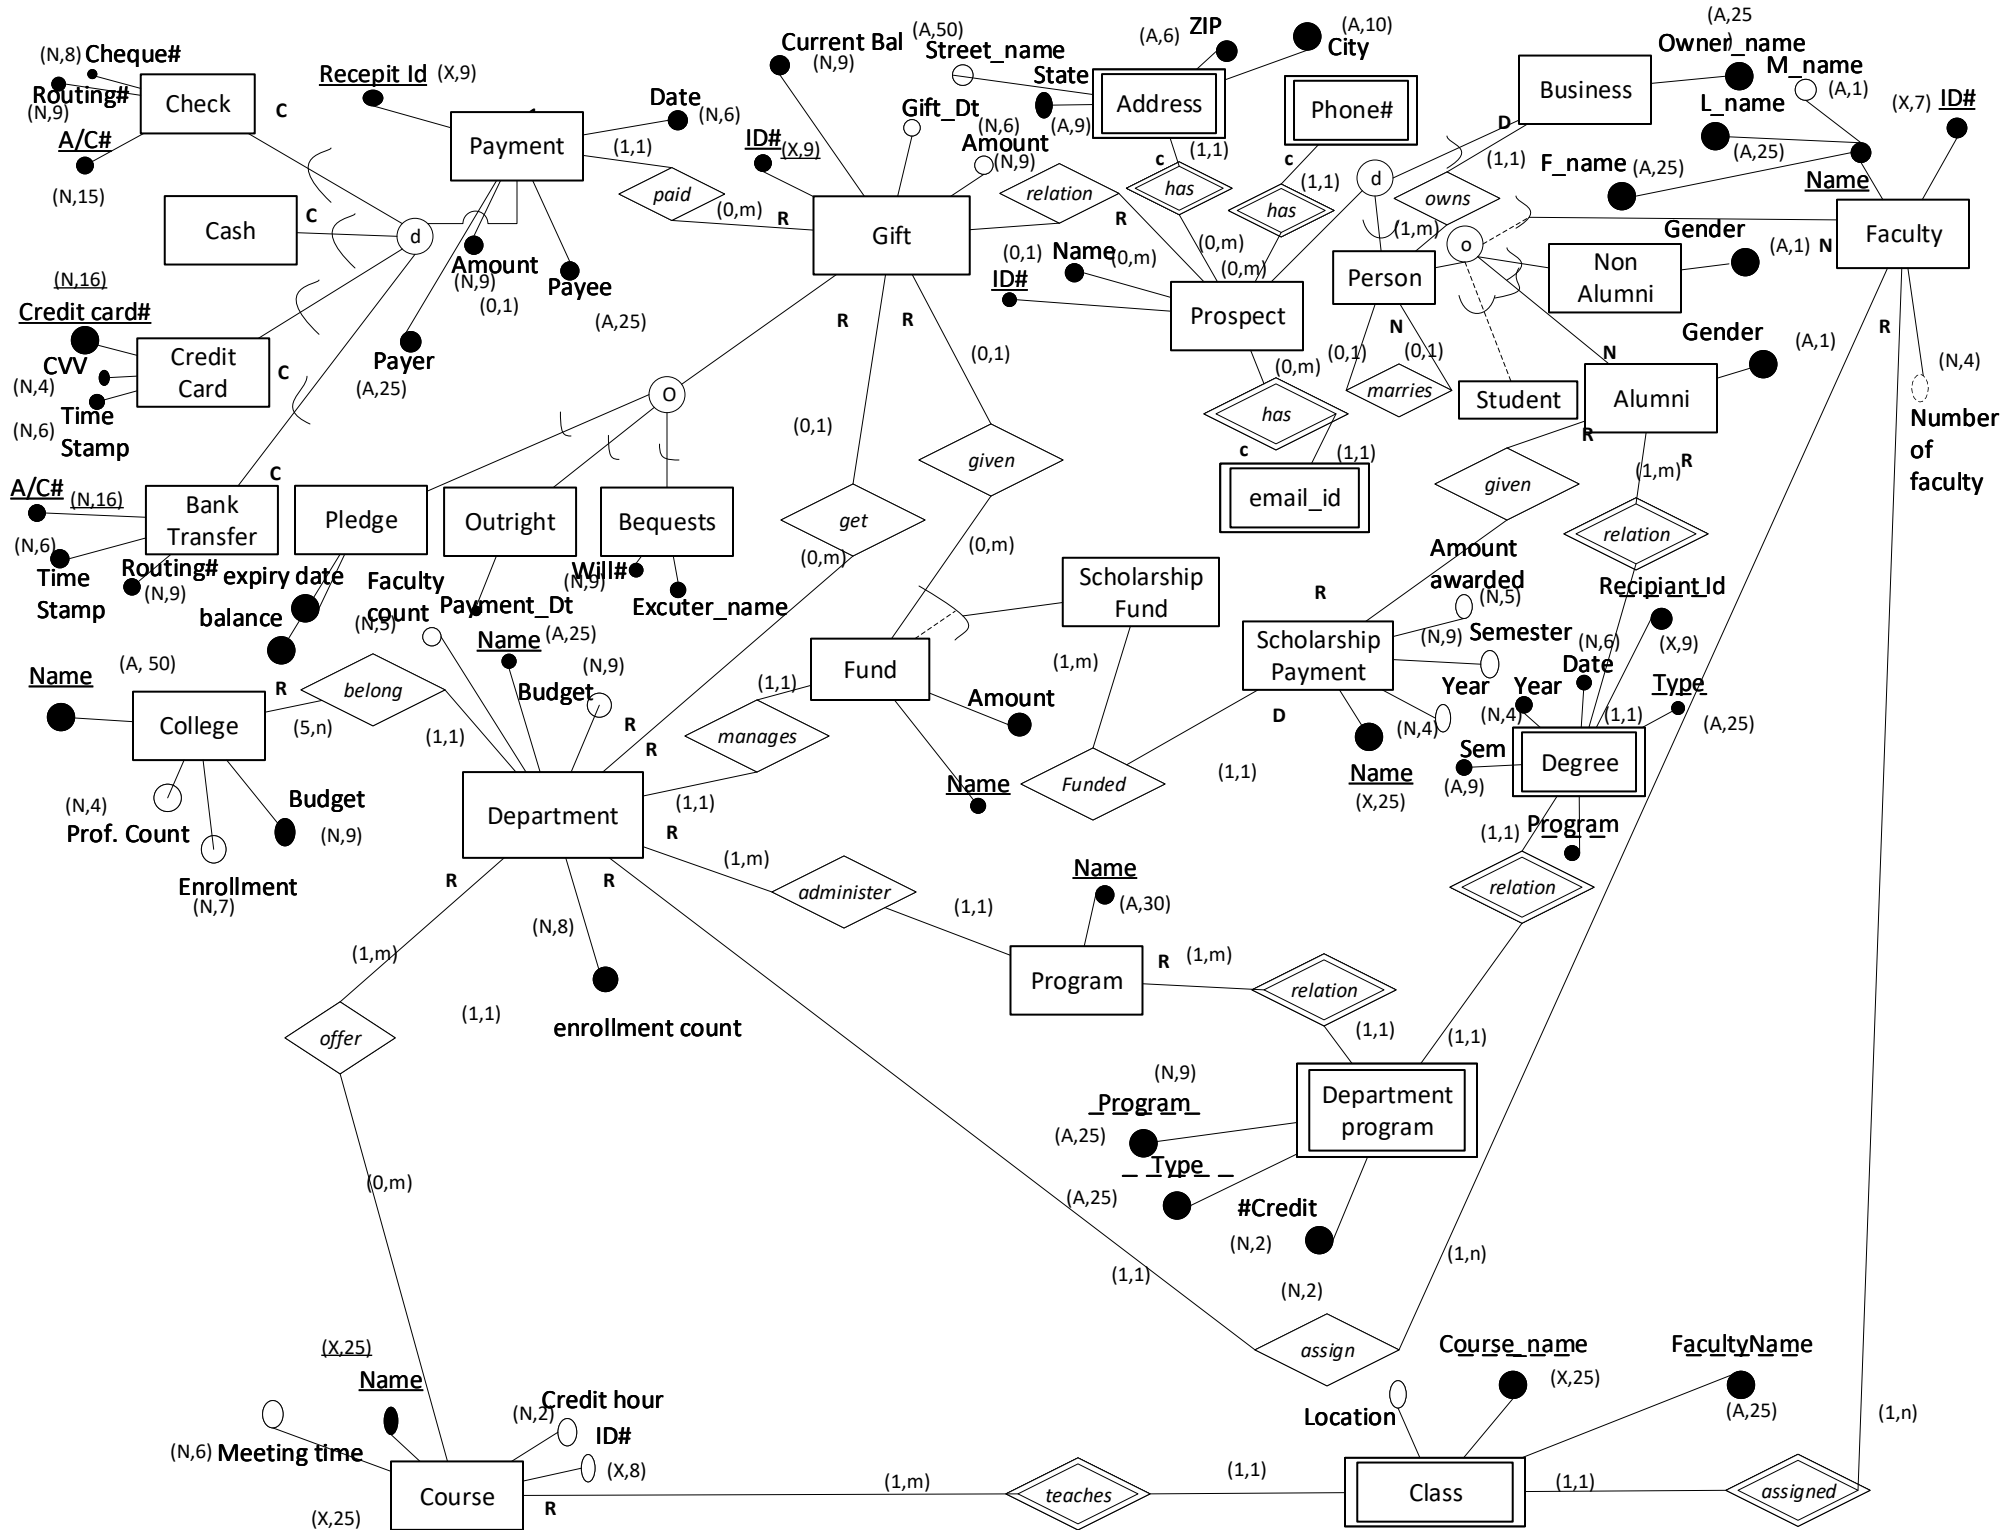 (N,8) Cheque#
Routing#
(N,9)
A/C#
(N,15)
Check
C
Recepit Id (X,9)
Payment
Date
(N,6)
(1,1)
paid
(0,m)
R
Current Bal
(N,9)
(A,50)
Street_name
State
(A,9)
Gift_Dt
(N,6)
Amount
(N,9)
ID# (X,9)
Gift
relation
R
(A,6) ZIP
(A,10)
City
Address
Phone#
(1,1)
c
has
(0,m)
c
(1,1)
has
(0,m)
(0,m)
d
D
(1,1)
owns
(1,m)
Business
(A,25
)
Owner_name
M_name
(A,1)
L_name
(A,25)
F_name (A,25)
Name
(X,7) ID#
Faculty
N
R
(N,4)
Number
of
faculty
Cash
C
d
Amount
(N,9)
(0,1)
Payee
(A,25)
Payer
(A,25)
(N,16)
Credit card#
CVV
(N,4)
Time
Stamp
(N,6)
Credit
Card
C
A/C# (N,16)
(N,6)
Time
Stamp
Routing#
(N,9)
Bank
Transfer
C
(0,1) Name
ID#
Prospect
Person
o
Non
Alumni
Gender
(A,1)
N
(0,1)
(0,1)
marries
Student
N
Alumni
Gender
(A,1)
(0,m)
has
c
(1,1)
email_id
R
R
(0,1)
(0,1)
O
Pledge
Outright
Bequests
expiry date
balance
Payment_Dt
Will#
(N,9)
Excuter_name
get
(0,m)
given
(0,m)
Scholarship
Fund
Fund
Amount
Name
(1,m)
Funded
R
given
(1,m)
R
relation
R
Scholarship
Payment
D
Amount
awarded
(N,5)
Semester
(N,9)
Year
(N,4)
Name
(X,25)
(1,1)
Recipiant_Id
(X,9)
(N,6)
Date
Year
(N,4)
Type
(A,25)
(1,1)
Sem
(A,9)
Degree
Program
(1,1)
relation
(1,1)
Name
(A, 50)
College
R
(5,n)
belong
(1,1)
(N,4)
Prof. Count
Enrollment
(N,7)
Budget
(N,9)
Faculty
count
(N,5)
Name
(A,25)
Budget
(N,9)
R
R
(1,1)
manages
(1,1)
Department
R
R
R
(1,m)
administer
(1,1)
Name
(A,30)
Program
R
(1,m)
relation
(1,1)
(N,8)
enrollment count
(1,m)
offer
(1,1)
(0,m)
Department
program
(N,9)
Program
(A,25)
Type
(A,25)
#Credit
(N,2)
(N,2)
(1,1)
assign
(1,n)
(X,25)
Name
(N,2)
Credit hour
ID#
(X,8)
(N,6) Meeting time
(X,25)
Course
R
(1,m)
teaches
(1,1)
Class
Location
Course_name
(X,25)
FacultyName
(A,25)
(1,1)
assigned
(1,n)